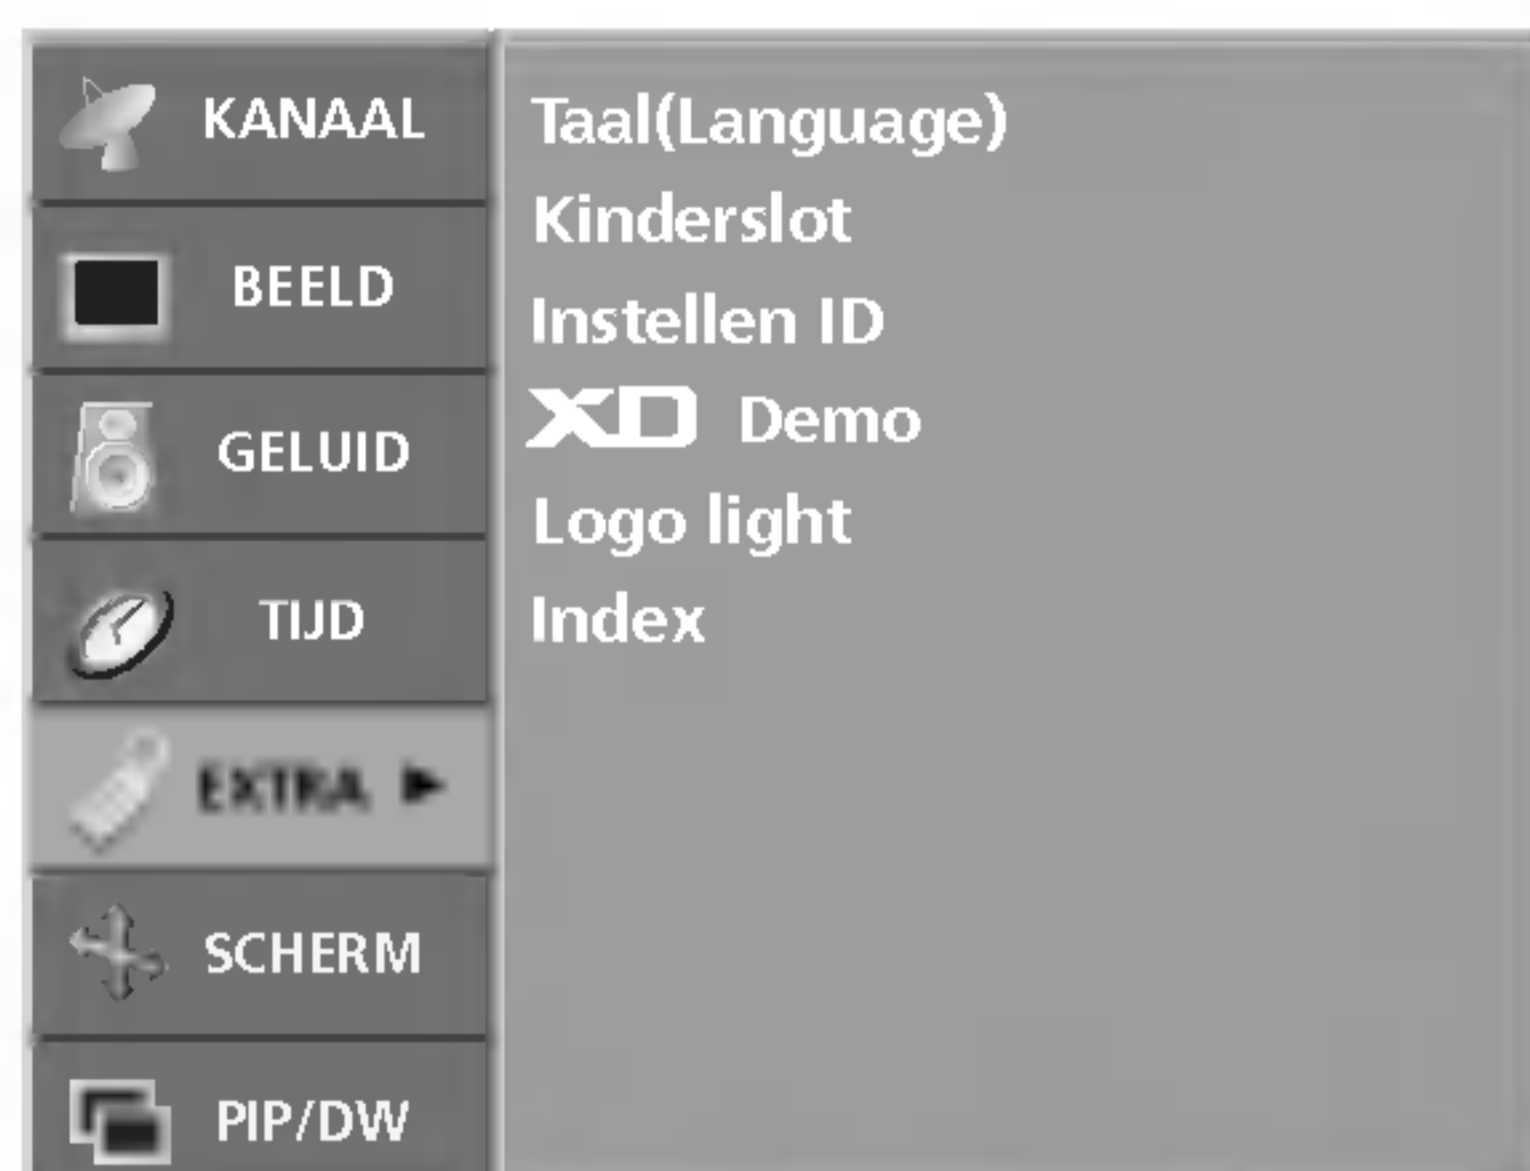 KANAAL
BEELD
GELUID
TIJD
EXTRA ►
SCHERM
PIP/DW
Taal(Language)
Kinderslot
Instellen ID
XD Demo
Logo light
Index